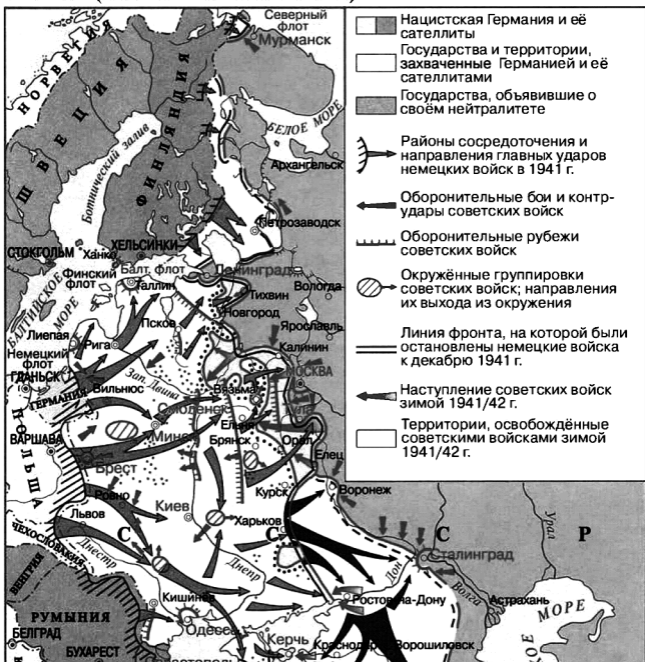 Северный
флот
Мурманск
НОРВЕГИЯ
ШВЕЦИЯ
ФИНЛЯНДИЯ
БЕЛОЕ МОРЕ
Архангельск
Ботнический залив
Петрозаводск
СТОКГОЛЬМ
Ханко
ХЕЛЬСИНКИ
Финский
флот
Балт. флот
Таллин
Ленинград
Тихвин
Вологда
БАЛТИЙСКОЕ
МОРЕ
Новгород
Псков
Ярославль
Калинин
Лиепая
Рига
Немецкий
флот
ГДАНЬСК
ГЕРМАНИЯ
Вильнюс
Зап. Двина
Вязьма
МОСКВА
Смоленск
Ельня
Тула
ПОЛЬША
ВАРШАВА
Минск
Брянск
Орёл
Елец
Брест
Курск
Воронеж
Ровно
Львов
Киев
Харьков
С
С
С
Р
ЧЕХОСЛОВАКИЯ
Днестр
Днепр
Дон
Сталинград
Волга
Урал
ВЕНГРИЯ
РУМЫНИЯ
БЕЛГРАД
БУХАРЕСТ
Кишинёв
Одесса
Ростов-на-Дону
Астрахань
МОРЕ
Керчь
Краснодар
Ворошиловск
Нацистская Германия и её
сателлиты
Государства и территории,
захваченные Германией и её
сателлитами
Государства, объявившие о
своём нейтралитете
Районы сосредоточения и
направления главных ударов
немецких войск в 1941 г.
Оборонительные бои и контр-
удары советских войск
Оборонительные рубежи
советских войск
Окружённые группировки
советских войск; направления
их выхода из окружения
Линия фронта, на которой были
остановлены немецкие войска
к декабрю 1941 г.
Наступление советских войск
зимой 1941/42 г.
Территории, освобождённые
советскими войсками зимой
1941/42 г.